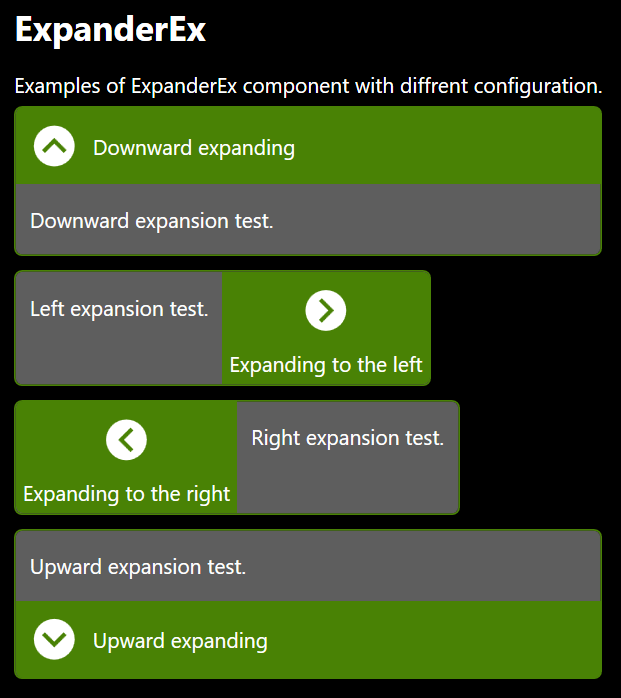 ExpanderEx
Examples of ExpanderEx component with diffrent configuration.
Downward expanding
Downward expansion test.
Left expansion test.
Expanding to the left
Right expansion test.
Expanding to the right
Upward expansion test.
Upward expanding